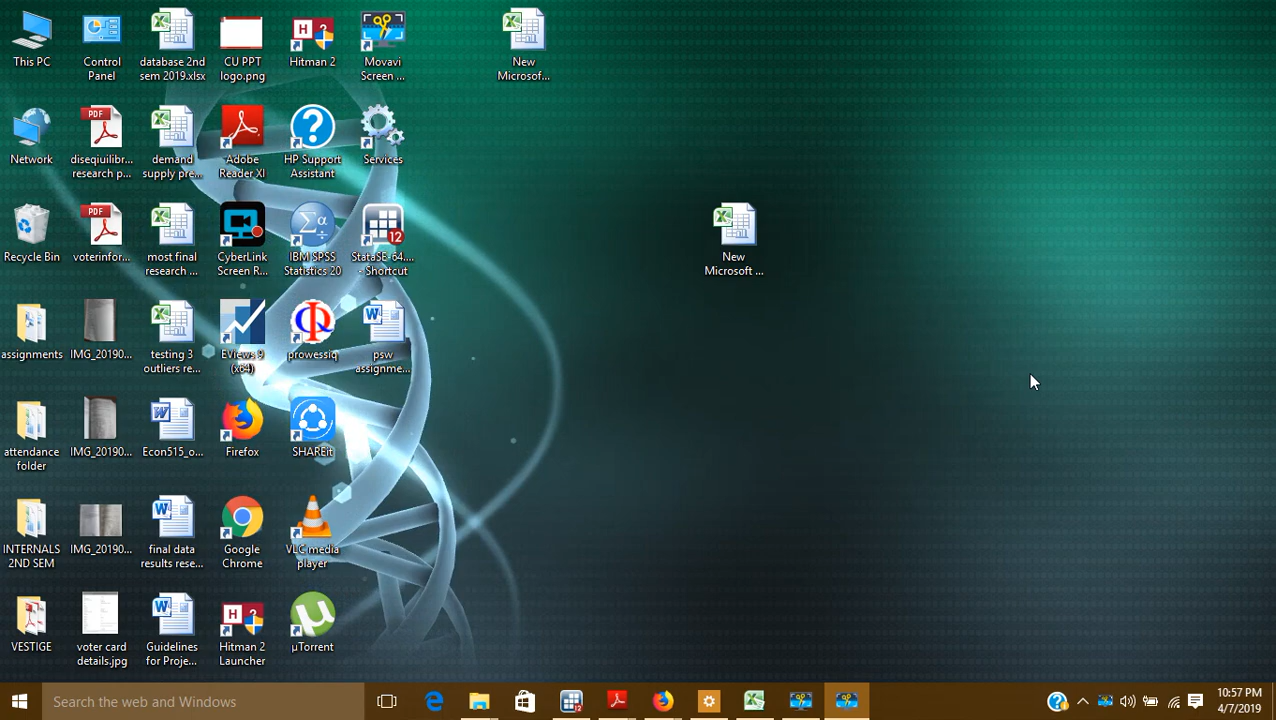 This PC
Control
Panel
database 2nd
sem 2019.xlsx
CU PPT
logo.png
Hitman 2
Movavi
Screen ...
New
Microsof...
Network
PDF
diseqiuilibr...
research p...
demand
supply pre...
Adobe
Reader XI
HP Support
Assistant
Services
Recycle Bin
PDF
voterinfor...
most final
research ...
CyberLink
Screen R...
IBM SPSS
Statistics 20
12
StataSE-64....
- Shortcut
New
Microsoft ...
assignments
IMG_20190...
testing 3
outliers re...
EViews 9
(x64)
prowessiq
psw
assignme...
attendance
folder
IMG_20190...
Econ515_o...
Firefox
SHAREit
INTERNALS
2ND SEM
IMG_20190...
final data
results rese...
Google
Chrome
VLC media
player
VESTIGE
voter card
details.jpg
Guidelines
for Proje...
Hitman 2
Launcher
µTorrent
Search the web and Windows
10:57 PM
4/7/2019